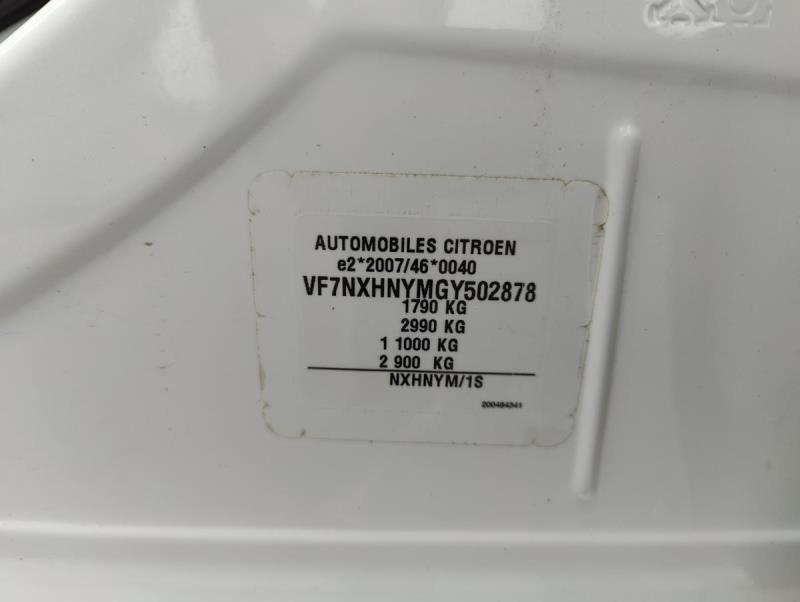 AUTOMOBILES CITROEN
e2*2007/46*0040
VF7NXHNYMGY502878
1790 KG
2990 KG
1 1000 KG
2 900 KG
NXHNYM/1S
200484341